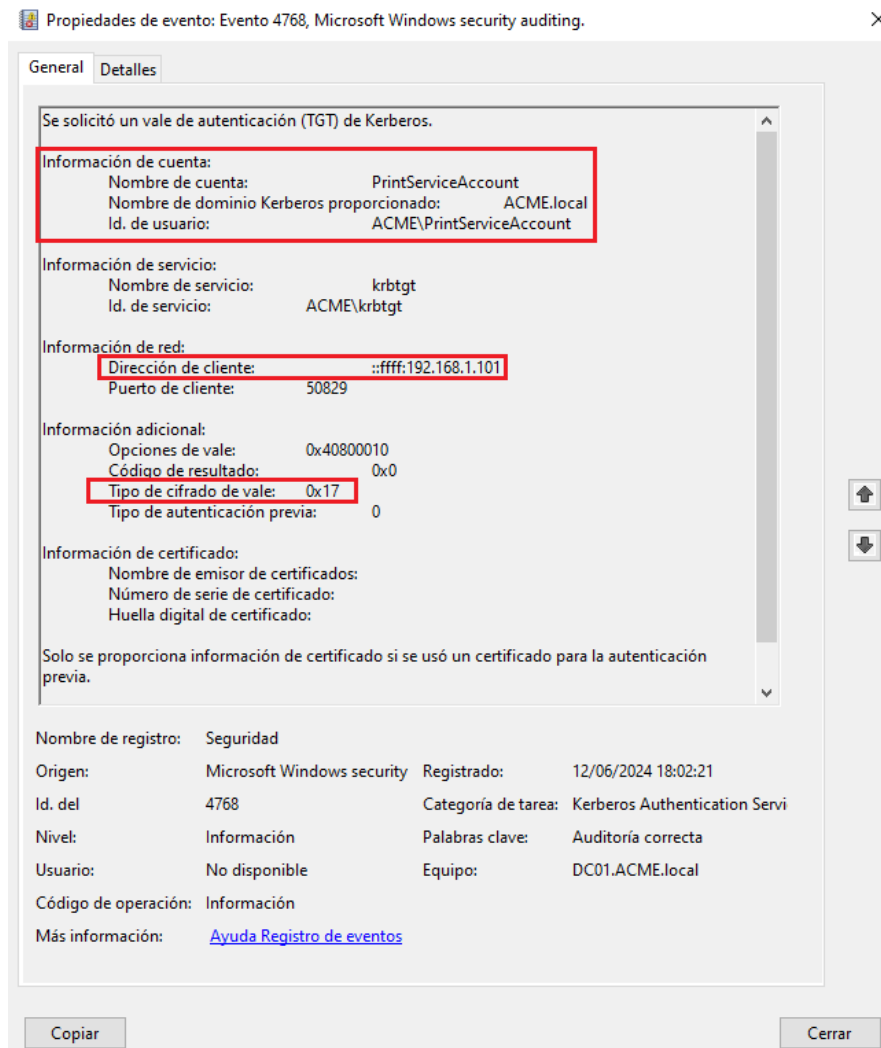 Propiedades de evento: Evento 4768, Microsoft Windows security auditing.
General Detalles
Se solicitó un vale de autenticación (TGT) de Kerberos.
Información de cuenta:
Nombre de cuenta: PrintServiceAccount
Nombre de dominio Kerberos proporcionado: ACME.local
Id. de usuario: ACME\PrintServiceAccount
Información de servicio:
Nombre de servicio: krbtgt
Id. de servicio: ACME\krbtgt
Información de red:
Dirección de cliente: ::ffff:192.168.1.101
Puerto de cliente: 50829
Información adicional:
Opciones de vale: 0x40800010
Código de resultado: 0x0
Tipo de cifrado de vale: 0x17
Tipo de autenticación previa: 0
Información de certificado:
Nombre de emisor de certificados:
Número de serie de certificado:
Huella digital de certificado:
Solo se proporciona información de certificado si se usó un certificado para la autenticación
previa.
Nombre de registro: Seguridad
Origen: Microsoft Windows security Registrado: 12/06/2024 18:02:21
Id. del 4768 Categoría de tarea: Kerberos Authentication Servi
Nivel: Información Palabras clave: Auditoría correcta
Usuario: No disponible Equipo: DC01.ACME.local
Código de operación: Información
Más información: Ayuda Registro de eventos
Copiar Cerrar